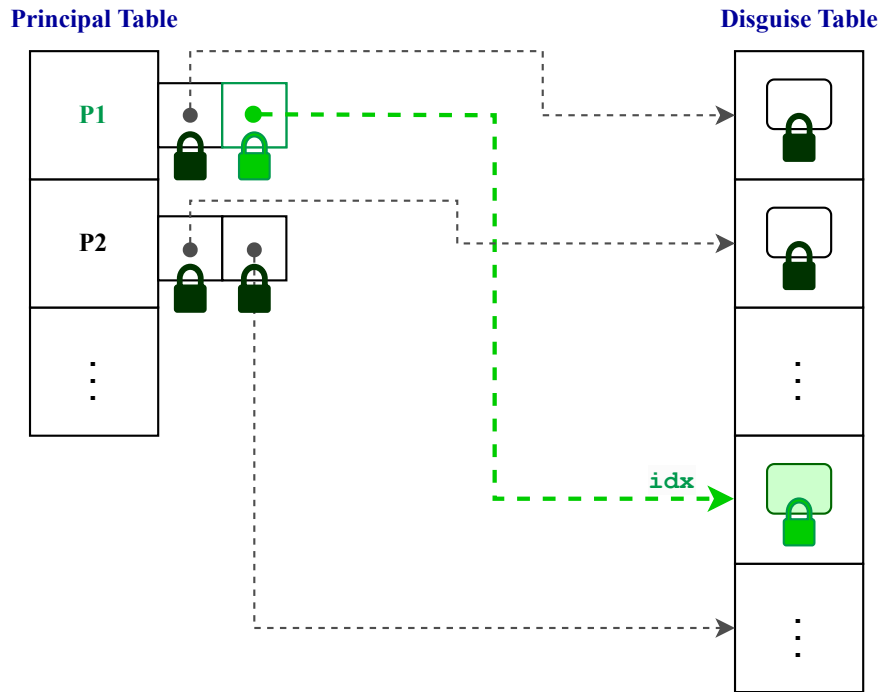 Principal Table
Disguise Table
P1
P2
⋮
⋮
idx
⋮